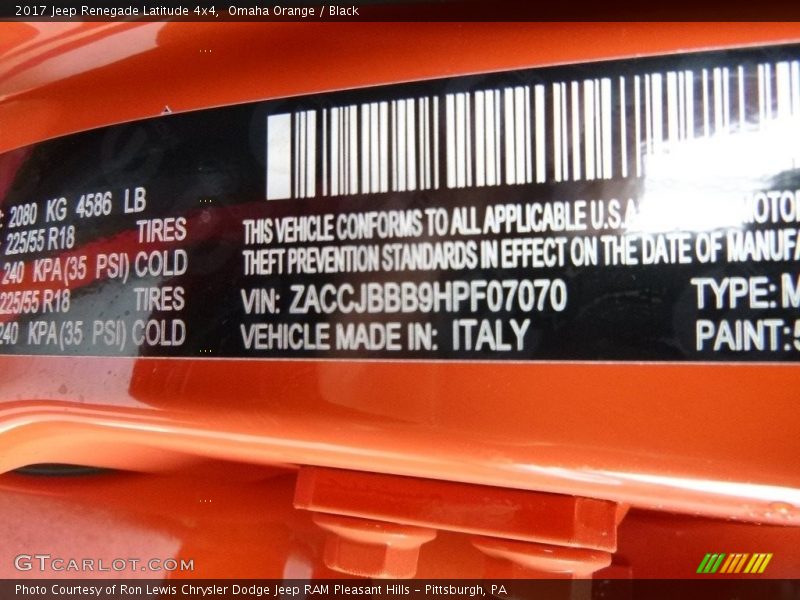 2017 Jeep Renegade Latitude 4x4,  Omaha Orange / Black
2080 KG 4586 LB
225/55 R18 TIRES
240 KPA(35 PSI) COLD
225/55 R18 TIRES
240 KPA(35 PSI) COLD
THIS VEHICLE CONFORMS TO ALL APPLICABLE U.S.A
THEFT PREVENTION STANDARDS IN EFFECT ON THE DATE OF
VIN: ZACCJBBB9HPF07070
TYPE:
VEHICLE MADE IN: ITALY
PAINT:
GTCARLOT.COM
Photo Courtesy of Ron Lewis Chrysler Dodge Jeep RAM Pleasant Hills - Pittsburgh, PA